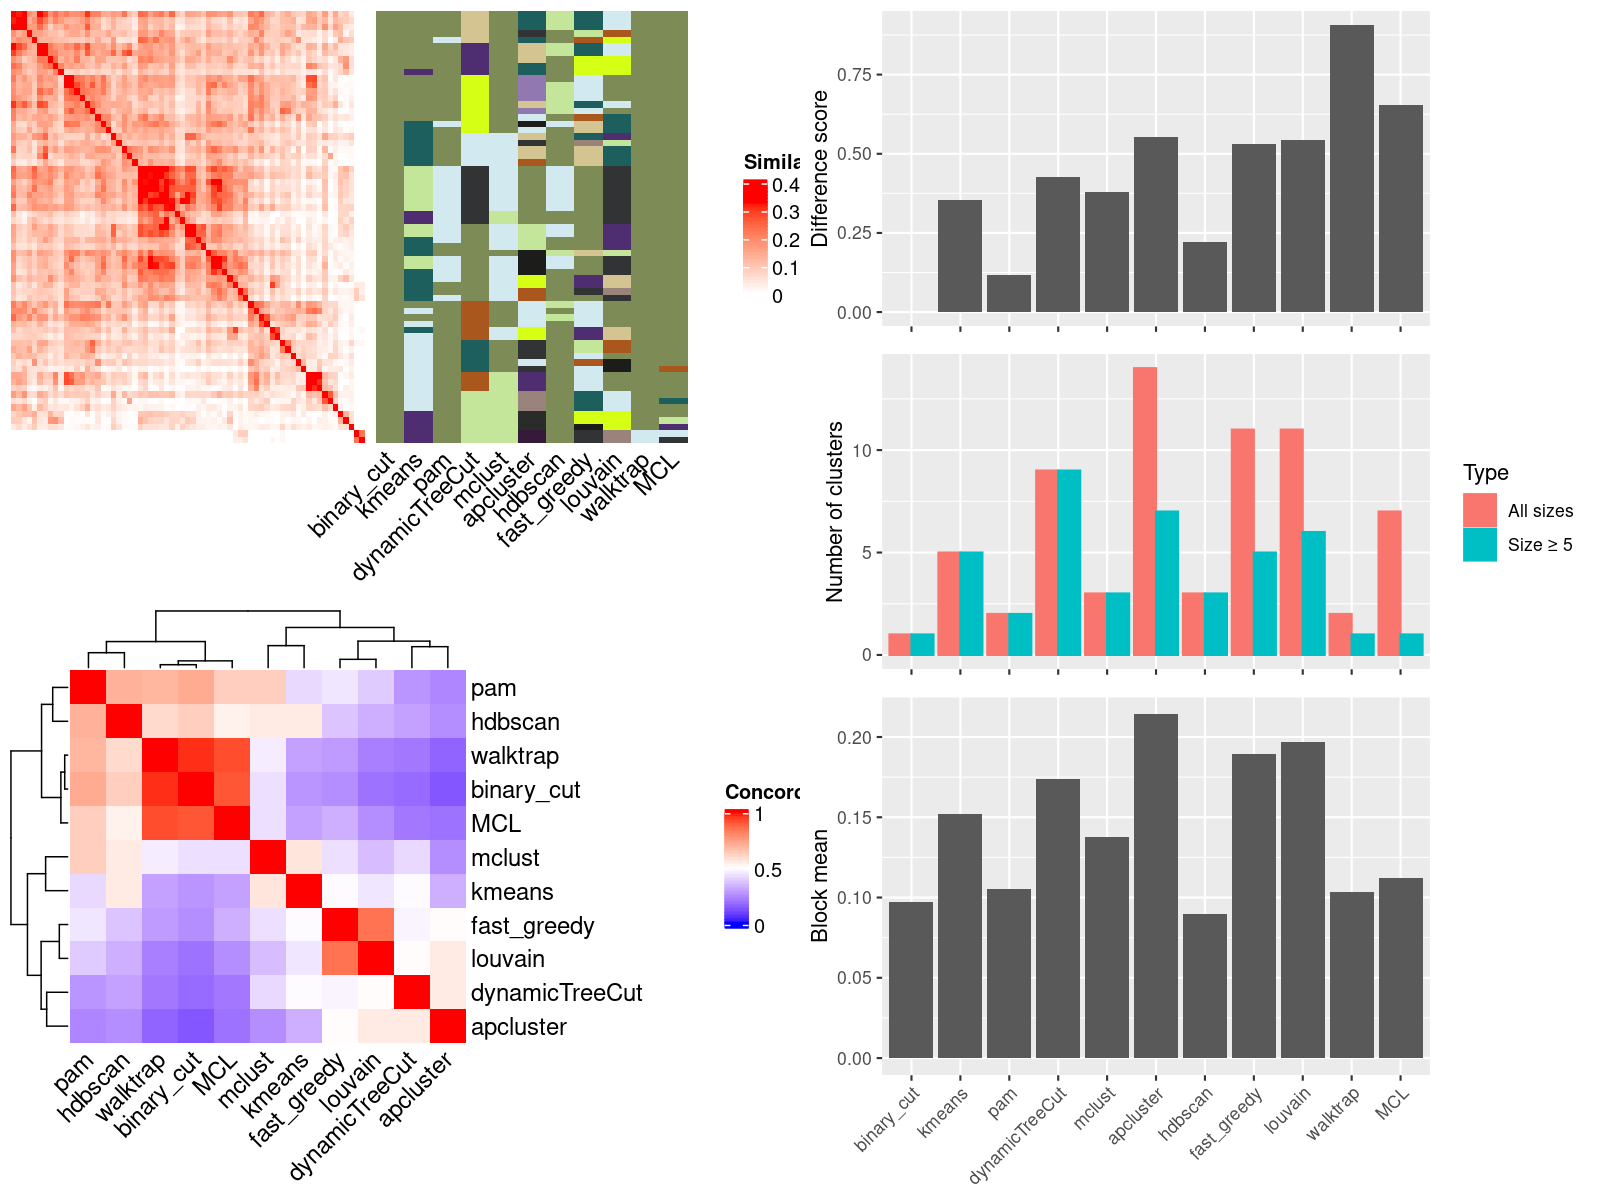 Simila
0.4
0.3
0.2
0.1
0
binary_cut
kmeans
pam
dynamicTreeCut
mclust
apcluster
hdbscan
fast_greedy
louvain
walktrap
MCL
pam
hdbscan
walktrap
binary_cut
MCL
mclust
kmeans
fast_greedy
louvain
dynamicTreeCut
apcluster
pam
hdbscan
walktrap
binary_cut
MCL
mclust
kmeans
fast_greedy
louvain
dynamicTreeCut
apcluster
Concord
1
0.5
0
Difference score
0.75
0.50
0.25
0.00
Number of clusters
10
5
0
Type
All sizes
Size ≥ 5
Block mean
0.20
0.15
0.10
0.05
0.00
binary_cut
kmeans
pam
dynamicTreeCut
mclust
apcluster
hdbscan
fast_greedy
louvain
walktrap
MCL